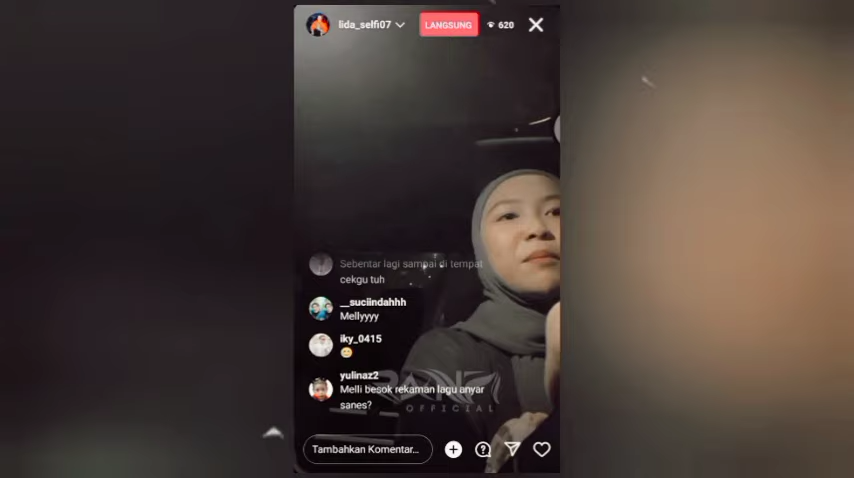 lida_selfi07
LANGSUNG
620
Sebentar lagi sampai di tempat
cekgu tuh
__suciindahhh
Mellyyyy
iky_0415
yulinaz2
Melli besok rekaman lagu anyar
sanes?
OFFICIAL
Tambahkan Komentar...